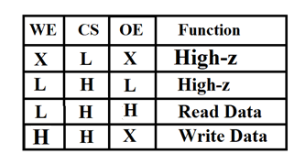 WE CS OE Function
X L X High-z
L H L High-z
L H H Read Data
H H X Write Data